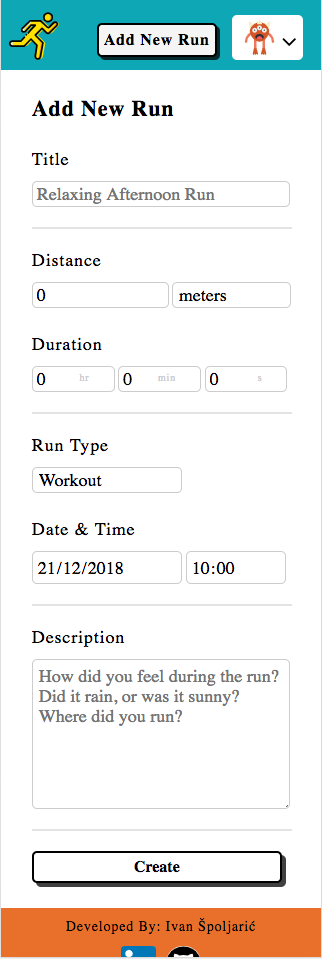 Add New Run
Add New Run
Title
Relaxing Afternoon Run
Distance
0 meters
Duration
0 hr 0 min 0 s
Run Type
Workout
Date & Time
21/12/2018 10:00
Description
How did you feel during the run?
Did it rain, or was it sunny?
Where did you run?
Create
Developed By: Ivan Špoljarić
in